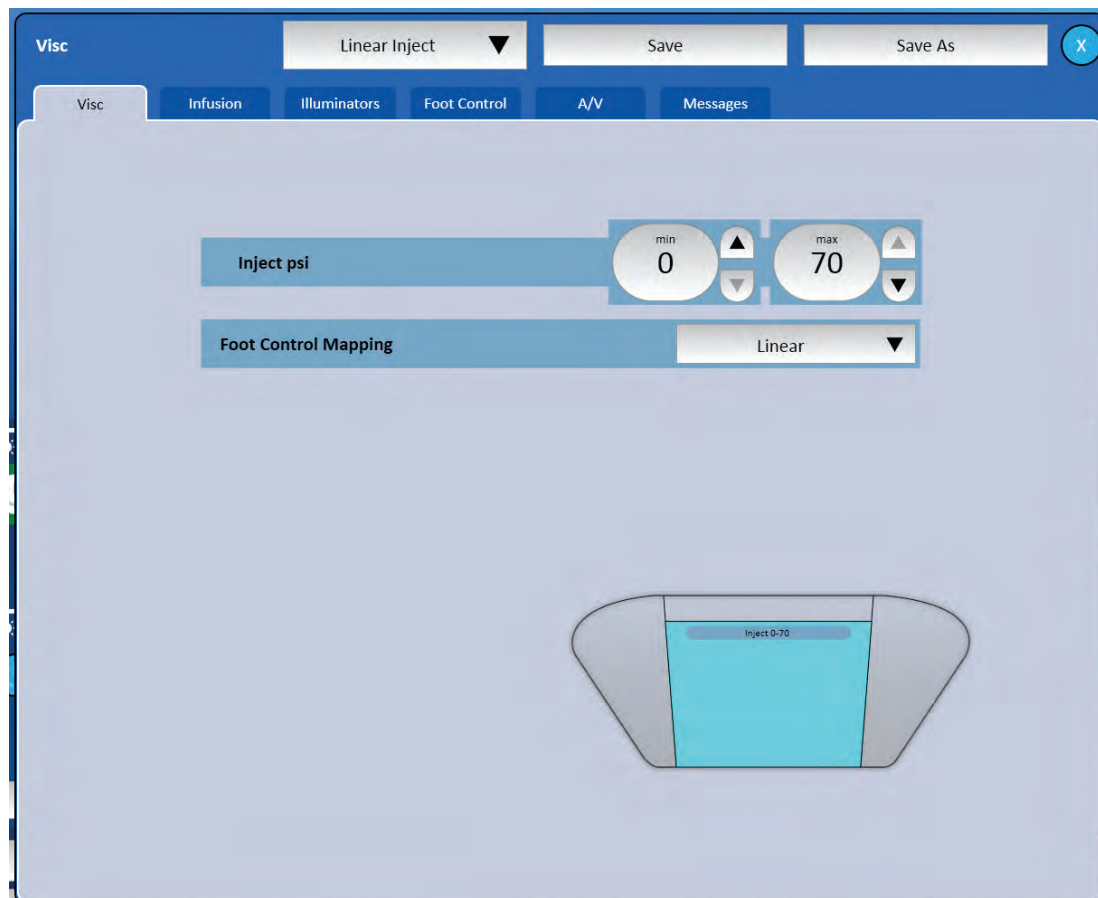 Visc
Linear Inject
Save
Save As
X
Visc
Infusion
Illuminators
Foot Control
A/V
Messages
Inject psi
min
0
max
70
Foot Control Mapping
Linear
Inject 0-70